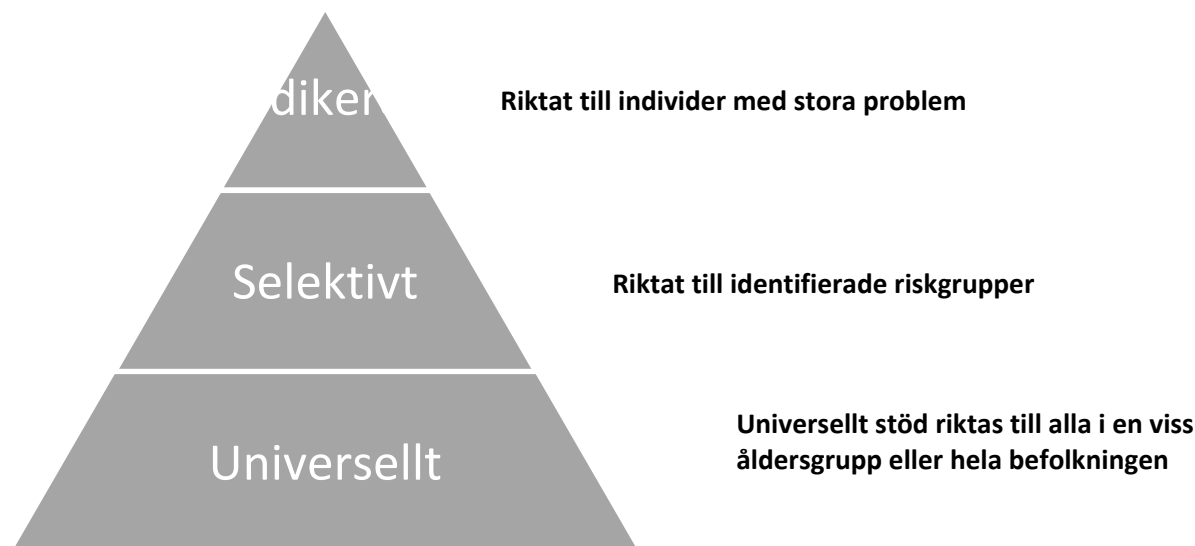 Riktat till individer med stora problem
Selektivt
Riktat till identifierade riskgrupper
Universellt stöd riktas till alla i en viss
åldersgrupp eller hela befolkningen
Universellt